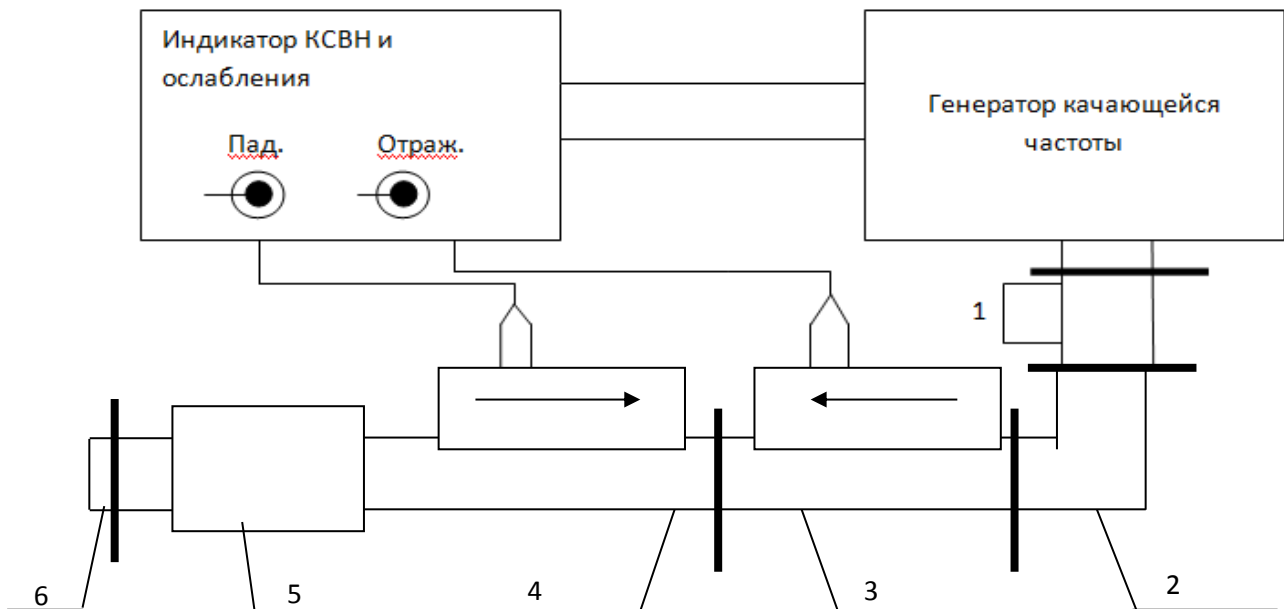 Индикатор КСВН и
ослабления
Генератор качающейся
частоты
Пад.
Отраж.
1
6
5
4
3
2